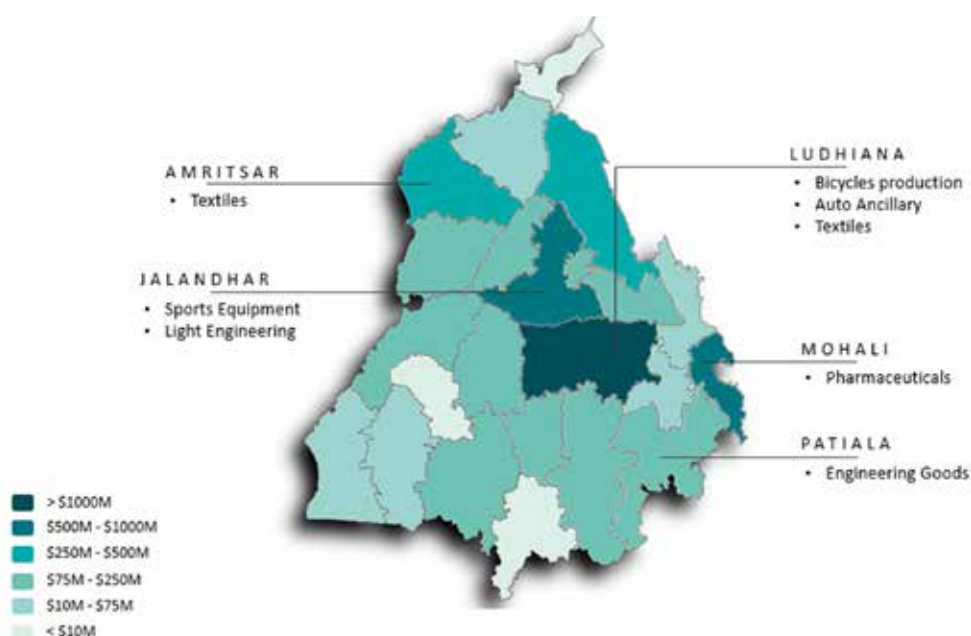 AMRITSAR
• Textiles
JALANDHAR
• Sports Equipment
• Light Engineering
LUDHIANA
• Bicycles production
• Auto Ancillary
• Textiles
MOHALI
• Pharmaceuticals
PATIALA
• Engineering Goods
> $1000M
$500M - $1000M
$250M - $500M
$75M - $250M
$10M - $75M
< $10M